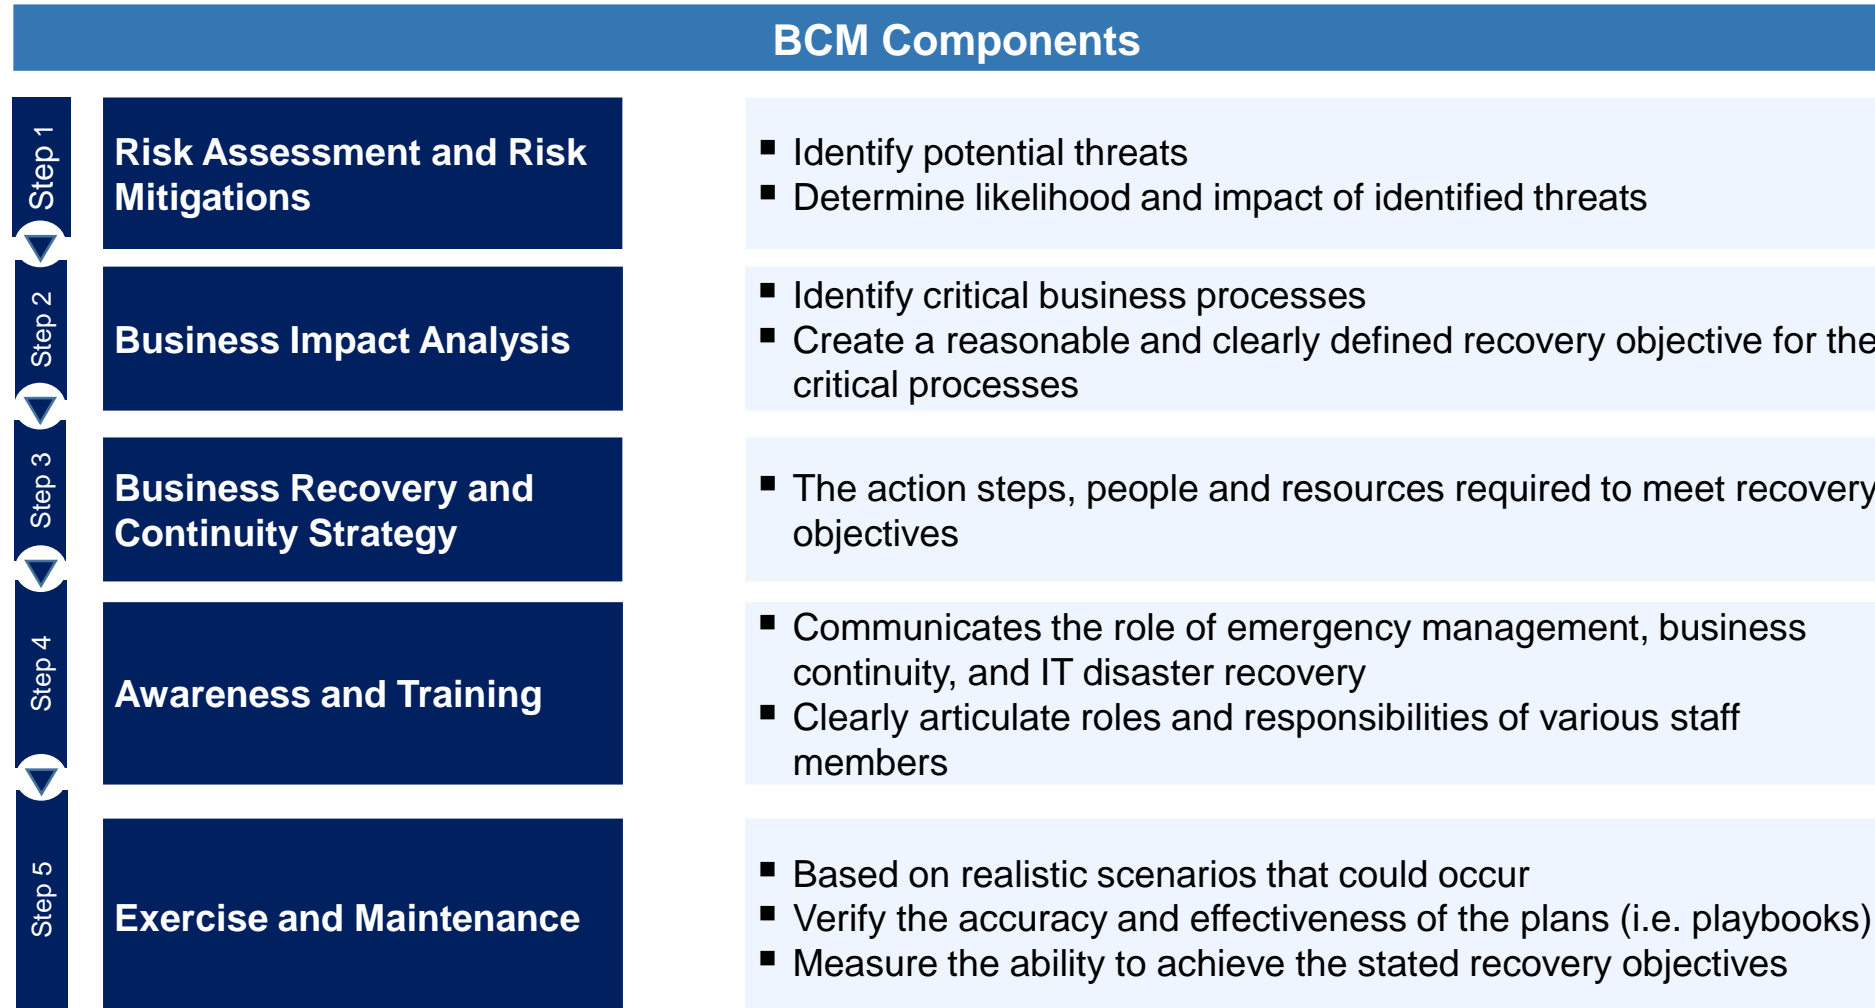 BCM Components
Step 1
Risk Assessment and Risk
Mitigations
▪ Identify potential threats
▪ Determine likelihood and impact of identified threats
Step 2
Business Impact Analysis
▪ Identify critical business processes
▪ Create a reasonable and clearly defined recovery objective for the
critical processes
Step 3
Business Recovery and
Continuity Strategy
▪ The action steps, people and resources required to meet recovery
objectives
Step 4
Awareness and Training
▪ Communicates the role of emergency management, business
continuity, and IT disaster recovery
▪ Clearly articulate roles and responsibilities of various staff
members
Step 5
Exercise and Maintenance
▪ Based on realistic scenarios that could occur
▪ Verify the accuracy and effectiveness of the plans (i.e. playbooks)
▪ Measure the ability to achieve the stated recovery objectives